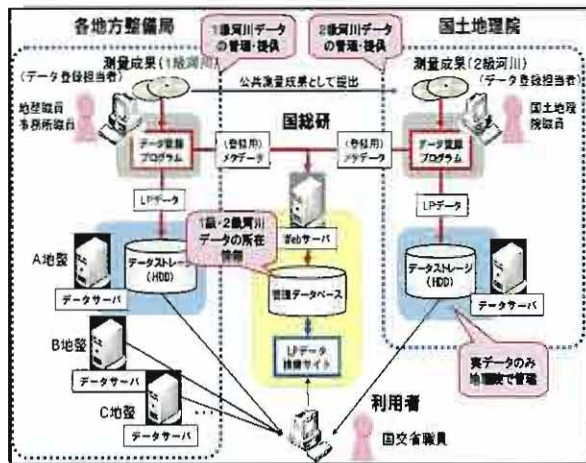 各地方整備局
国土地理院
測量成果(1級河川)
(データ登録担当者)
1級河川データ
の管理・提供
2級河川データ
の管理・提供
測量成果(2級河川)
(データ登録担当者)
公共測量成果として提出
地整職員
事務所職員
国土地理
院職員
国総研
データ登録
プログラム
(登録用)
メタデータ
(登録用)
メタデータ
データ登録
プログラム
LPデータ
LPデータ
1級・2級河川
データの所在
情報
Webサーバ
A地整
データストレージ
(HDD)
データサーバ
管理データベース
データストレージ
(HDD)
データサーバ
B地整
データサーバ
LPデータ
検索サイト
実データのみ
地理院で管理
C地整
データサーバ
・・・
利用者
国交省職員